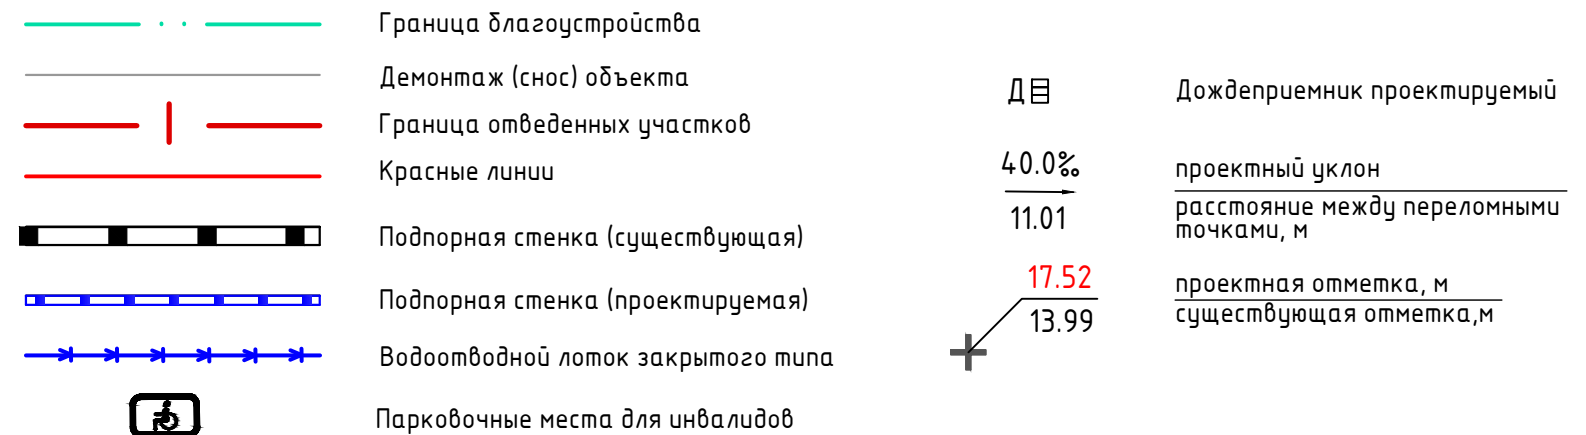 Граница благоустройства
Демонтаж (снос) объекта
Граница отведенных участков
Красные линии
Подпорная стенка (существующая)
Подпорная стенка (проектируемая)
Водоотводной лоток закрытого типа
Парковочные места для инвалидов
Д
Дождеприемник проектируемый
40.0‰
11.01
проектный уклон
расстояние между переломными
точками, м
17.52
13.99
проектная отметка, м
существующая отметка,м